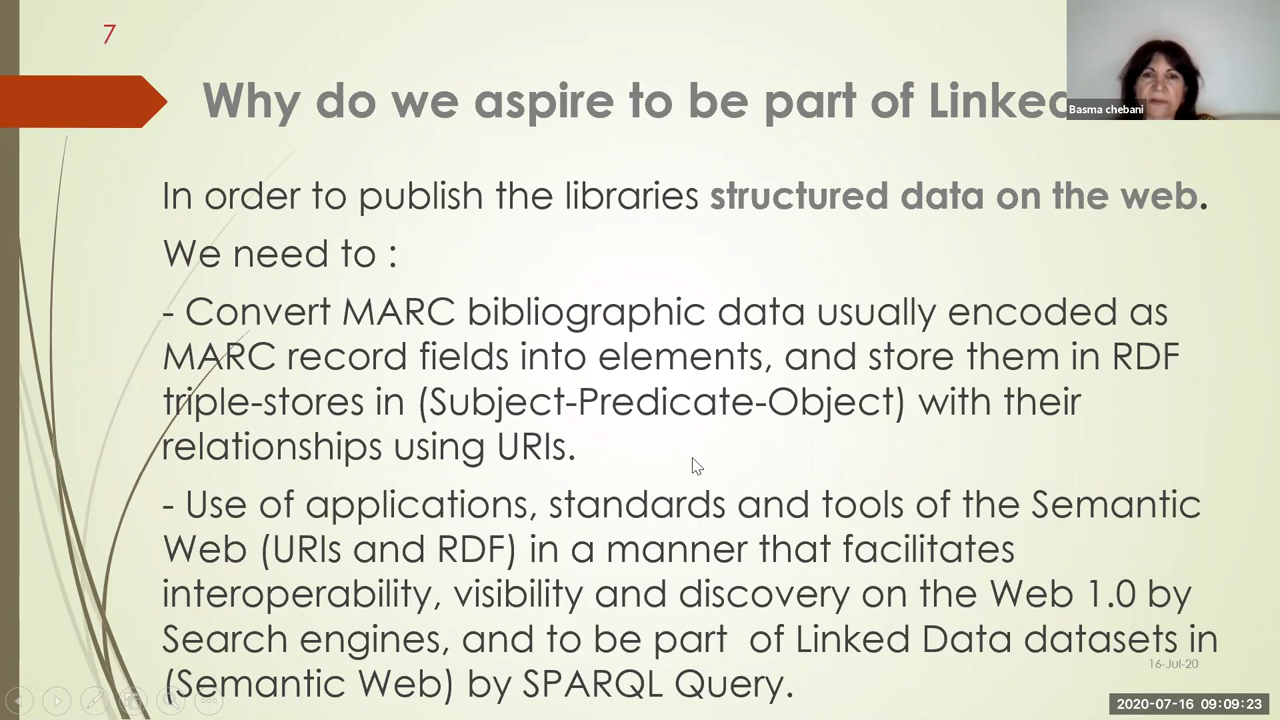 7
Why do we aspire to be part of Linked
Basma chebani
In order to publish the libraries structured data on the web.
We need to :
- Convert MARC bibliographic data usually encoded as
MARC record fields into elements, and store them in RDF
triple-stores in (Subject-Predicate-Object) with their
relationships using URIs.
- Use of applications, standards and tools of the Semantic
Web (URIs and RDF) in a manner that facilitates
interoperability, visibility and discovery on the Web 1.0 by
Search engines, and to be part  of Linked Data datasets in
16-Jul-20
(Semantic Web) by SPARQL Query.
2020-07-16 09:09:23